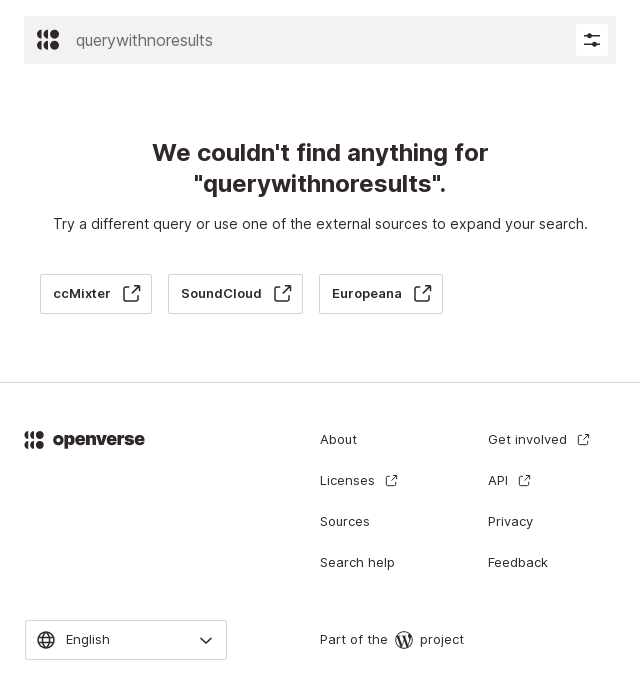 querywithnoresults
We couldn't find anything for
"querywithnoresults".
Try a different query or use one of the external sources to expand your search.
ccMixter
SoundCloud
Europeana
openverse
About
Get involved
Licenses
API
Sources
Privacy
Search help
Feedback
English
Part of the project